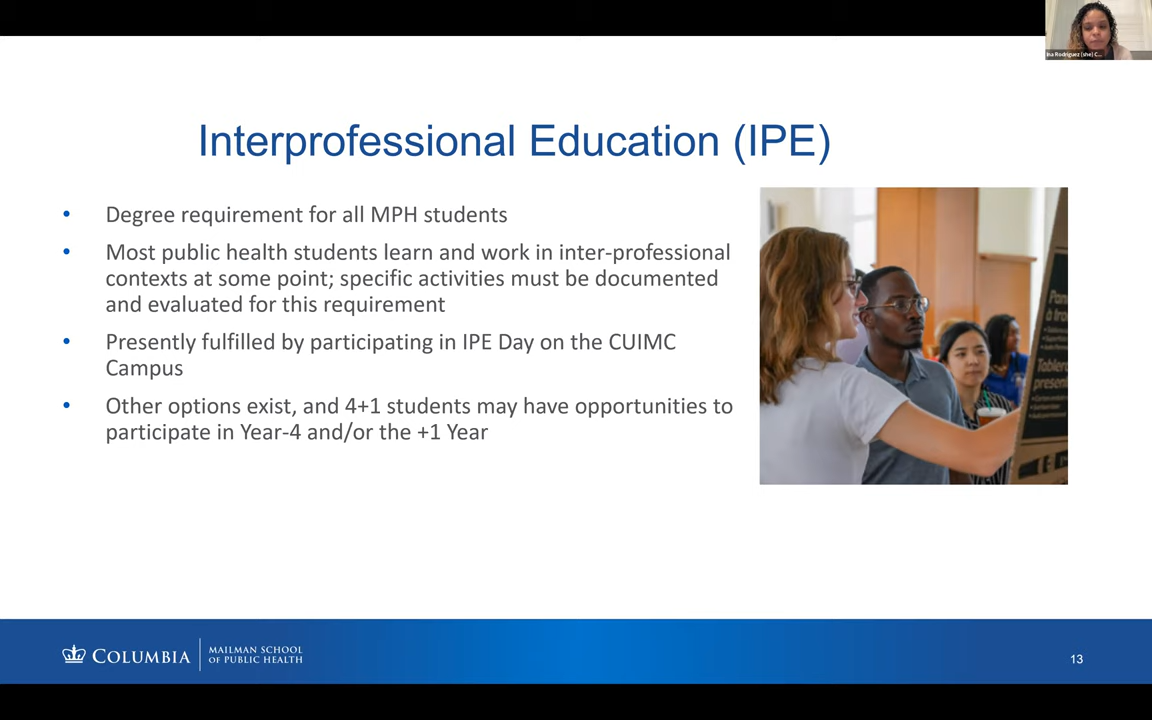 Ina Rodriguez (she) C...
Interprofessional Education (IPE)
• Degree requirement for all MPH students
• Most public health students learn and work in inter-professional
contexts at some point; specific activities must be documented
and evaluated for this requirement
• Presently fulfilled by participating in IPE Day on the CUIMC
Campus
• Other options exist, and 4+1 students may have opportunities to
participate in Year-4 and/or the +1 Year
COLUMBIA
MAILMAN SCHOOL
OF PUBLIC HEALTH
13